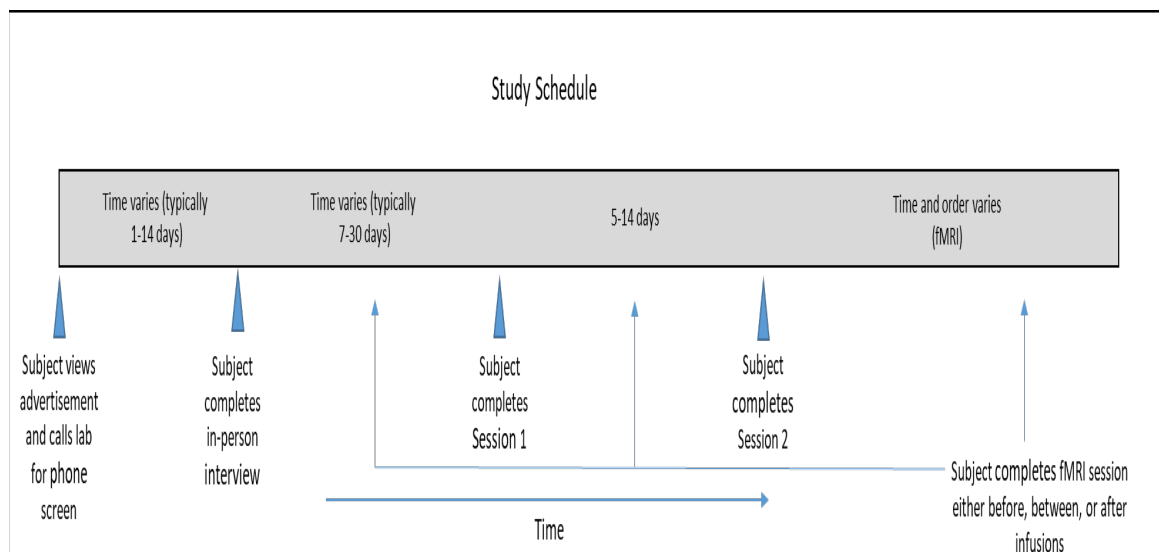 Study Schedule
Time varies (typically
1-14 days)
Time varies (typically
7-30 days)
5-14 days
Time and order varies
(fMRI)
Subject views
advertisement
and calls lab
for phone
screen
Subject
completes
in-person
interview
Subject
completes
Session 1
Subject
completes
Session 2
Subject completes fMRI session
either before, between, or after
infusions
Time